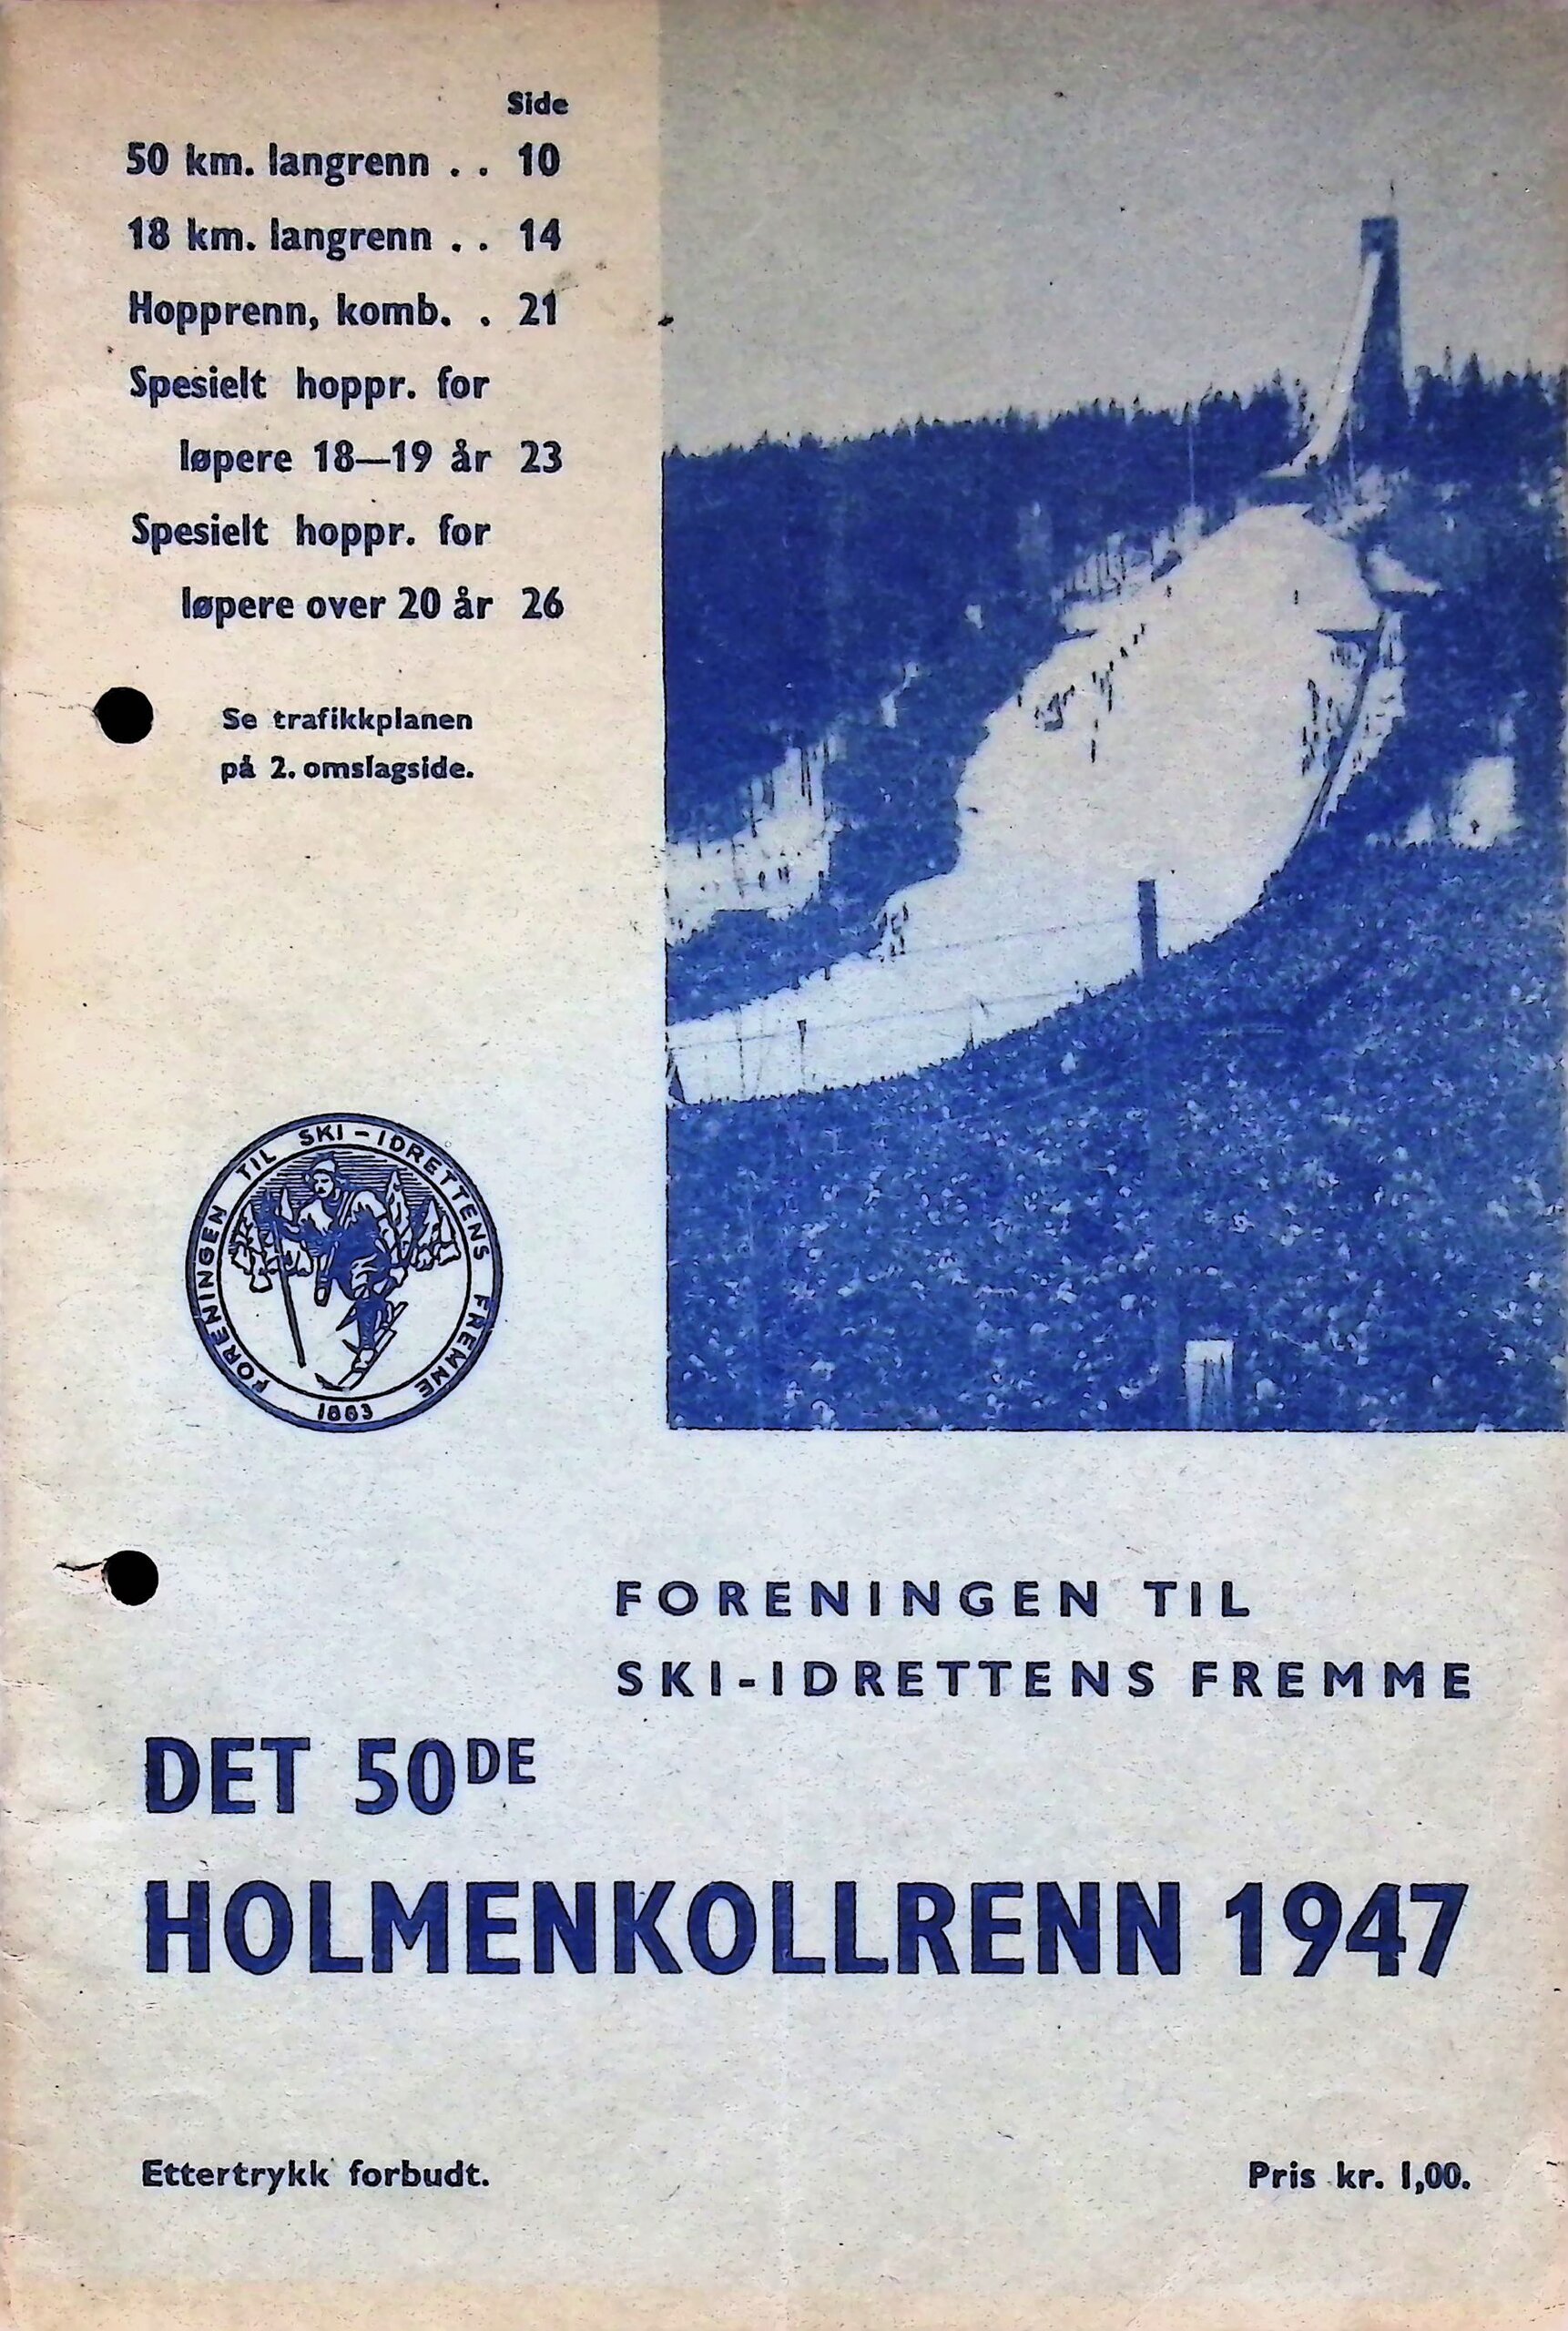 Side
50 km. langrenn . . 10
18 km. langrenn . . 14
Hopprenn, komb. . 21
Spesielt hoppr. for
løpere 18—19 år 23
Spesielt hoppr. for
løpere over 20 år 26
Se trafikkplanen
på 2. omslagside.
FORENINGEN TIL SKI-IDRETTENS FREMME
1883
FORENINGEN TIL
SKI-IDRETTENS FREMME
DET 50DE
HOLMENKOLLRENN 1947
Ettertrykk forbudt.
Pris kr. 1,00.